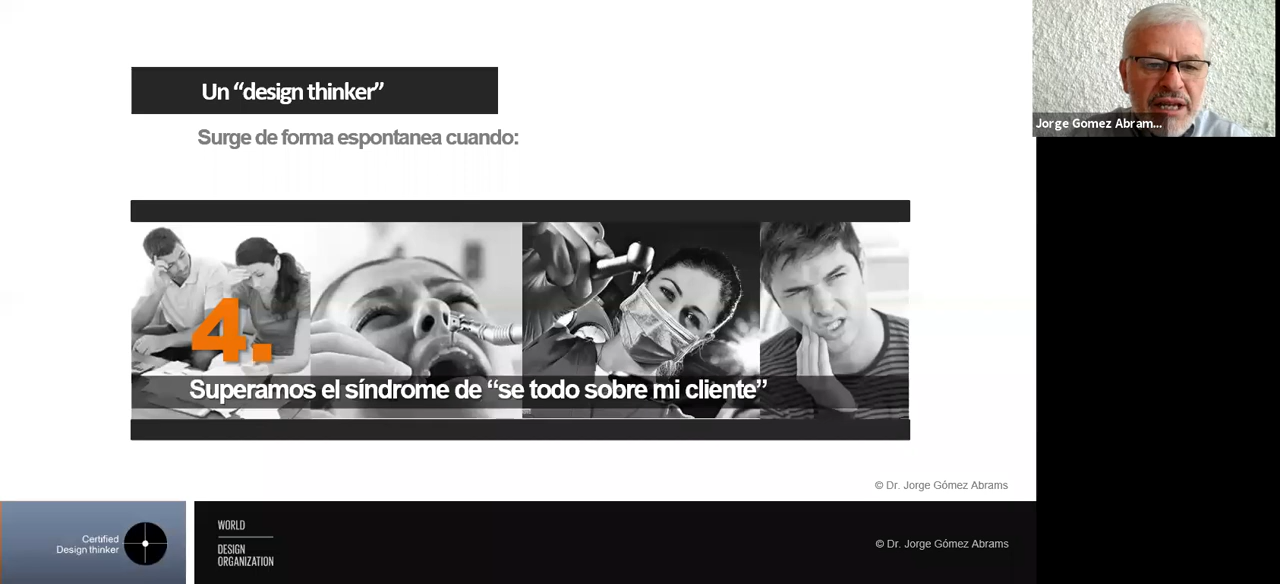 Un “design thinker”
Surge de forma espontanea cuando:
4.
Superamos el síndrome de “se todo sobre mi cliente”
© Dr. Jorge Gómez Abrams
Certified
Design thinker
WORLD
DESIGN
ORGANIZATION
© Dr. Jorge Gómez Abrams
Jorge Gomez Abram...